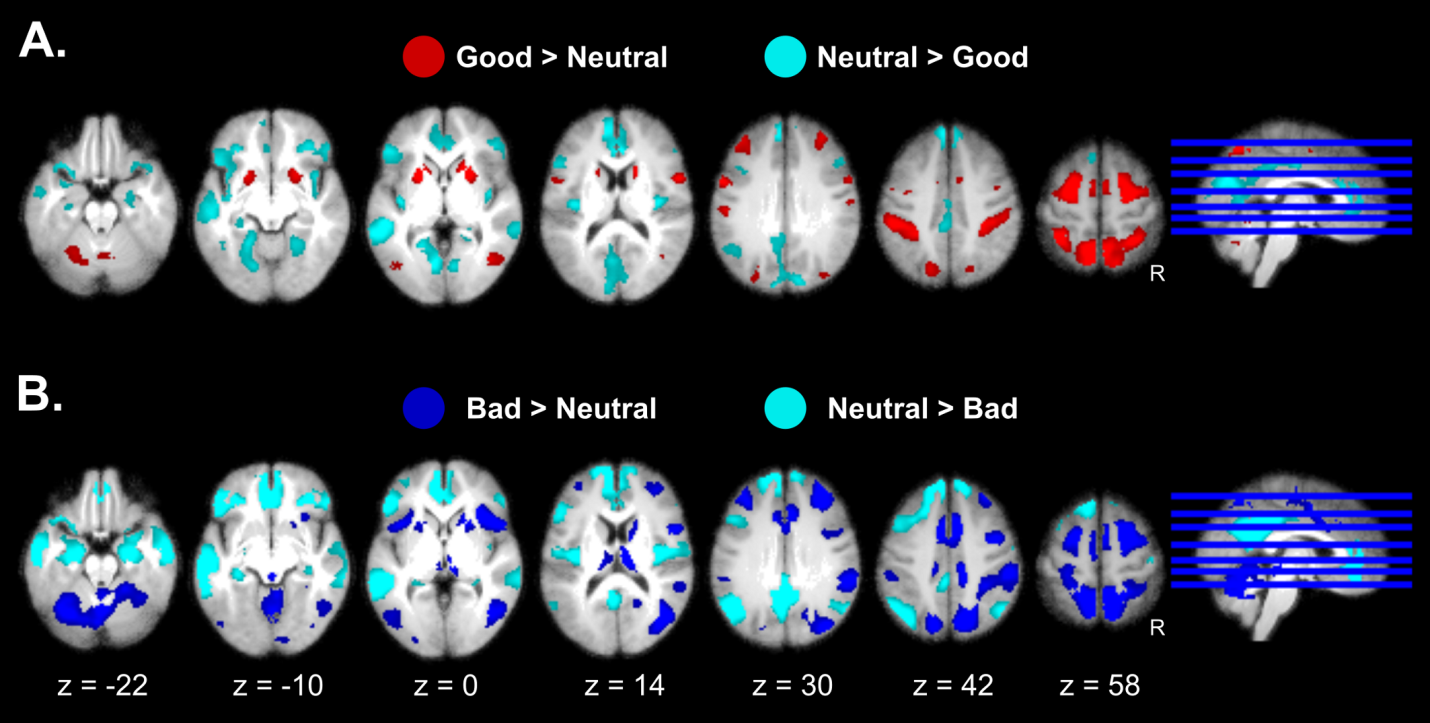 A.
Good > Neutral
Neutral > Good
R
B.
Bad > Neutral
Neutral > Bad
R
z = -22
z = -10
z = 0
z = 14
z = 30
z = 42
z = 58